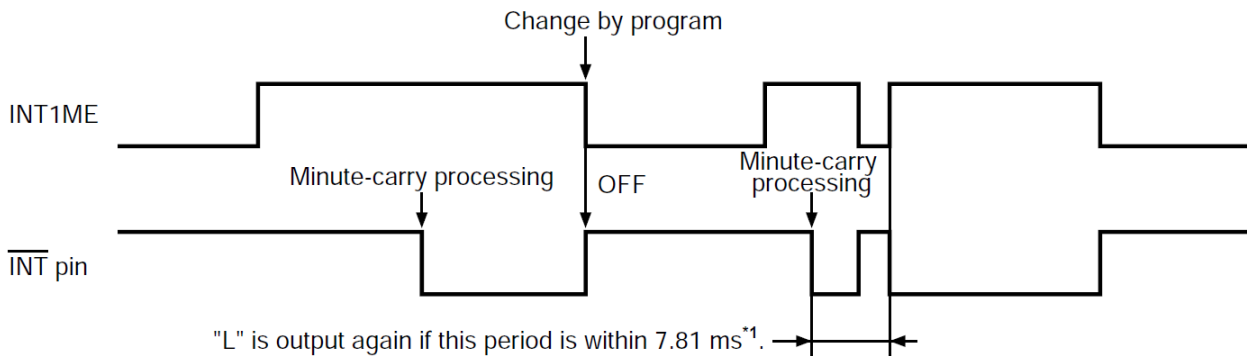 Change by program
INT1ME
Minute-carry processing
OFF
Minute-carry
processing
INT pin
"L" is output again if this period is within 7.81 ms*1.